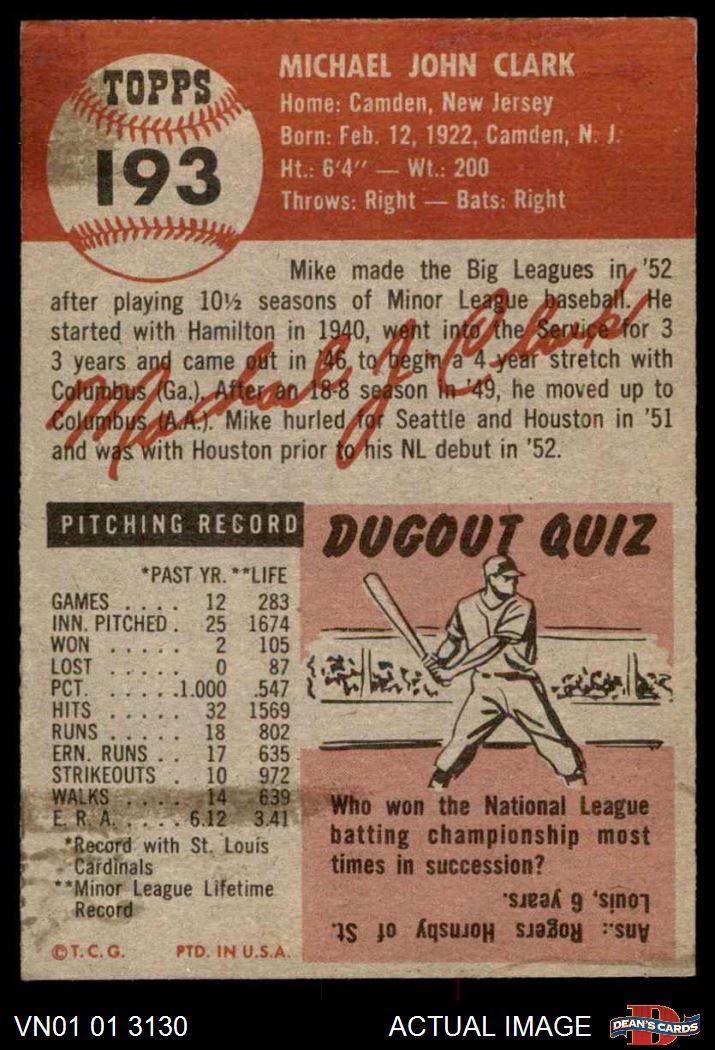 TOPPS
193
MICHAEL JOHN CLARK
Home: Camden, New Jersey
Born: Feb. 12, 1922, Camden, N. J.
Ht.: 6'4" — Wt.: 200
Throws: Right — Bats: Right
Mike made the Big Leagues in '52
after playing 10½ seasons of Minor League baseball. He
started with Hamilton in 1940, went into the Service for 3
3 years and came out in '46 to begin a 4 year stretch with
Columbus (Ga.). After an 18-8 season in '49, he moved up to
Columbus (A.A.). Mike hurled for Seattle and Houston in '51
and was with Houston prior to his NL debut in '52.
Michael J. Clark
PITCHING RECORD
*PAST YR. **LIFE
GAMES . . . . 12 283
INN. PITCHED . 25 1674
WON . . . . . 2 105
LOST . . . . . 0 87
PCT. . . . . .1.000 .547
HITS . . . . . 32 1569
RUNS . . . . . 18 802
ERN. RUNS . . 17 635
STRIKEOUTS . 10 972
WALKS . . . . 14 639
E. R. A. . . . . . 6.12 3.41
*Record with St. Louis
Cardinals
**Minor League Lifetime
Record
©T.C.G. PTD. IN U.S.A.
DUGOUT QUIZ
Who won the National League
batting championship most
times in succession?
Ans.: Rogers Hornsby of St.
Louis, 6 years.
VN01 01 3130 ACTUAL IMAGE
D
DEAN'S CARDS